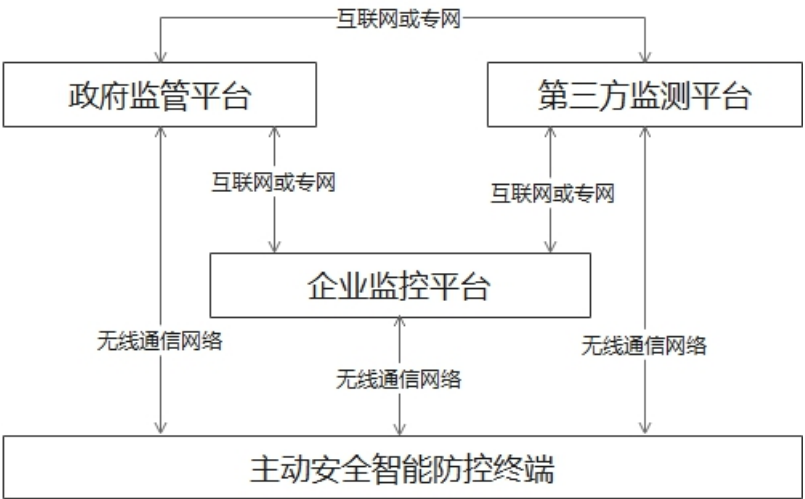 互联网或专网
政府监管平台
第三方监测平台
互联网或专网
互联网或专网
企业监控平台
无线通信网络
无线通信网络
无线通信网络
主动安全智能防控终端